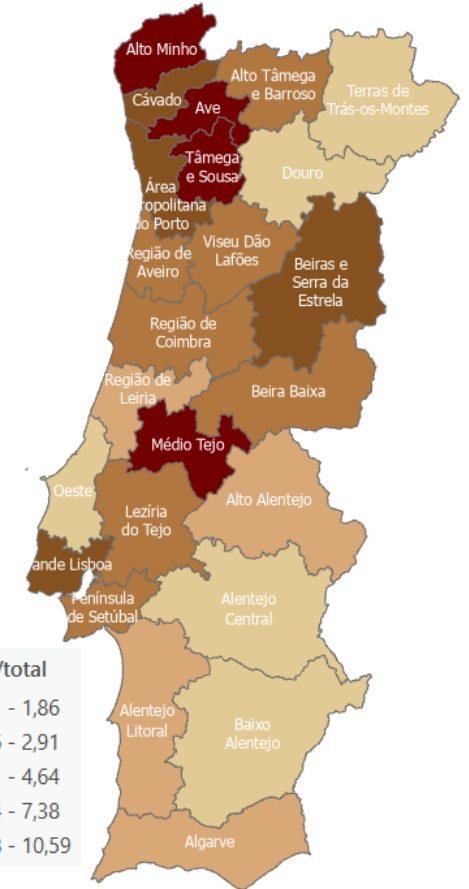 Alto Minho
Alto Tâmega
e Barroso
Terras de
Trás-os-Montes
Cávado
Ave
Tâmega
e Sousa
Douro
Área
ropolitana
do Porto
Viseu Dão
Lafões
Região de
Aveiro
Beiras e
Serra da
Estrela
Região de
Coimbra
Região de
Leiria
Beira Baixa
Médio Tejo
Oeste
Alto Alentejo
Lezíria
do Tejo
ande Lisboa
Península
de Setúbal
Alentejo
Central
/total
- 1,86
- 2,91
- 4,64
- 7,38
- 10,59
Alentejo
Litoral
Baixo
Alentejo
Algarve